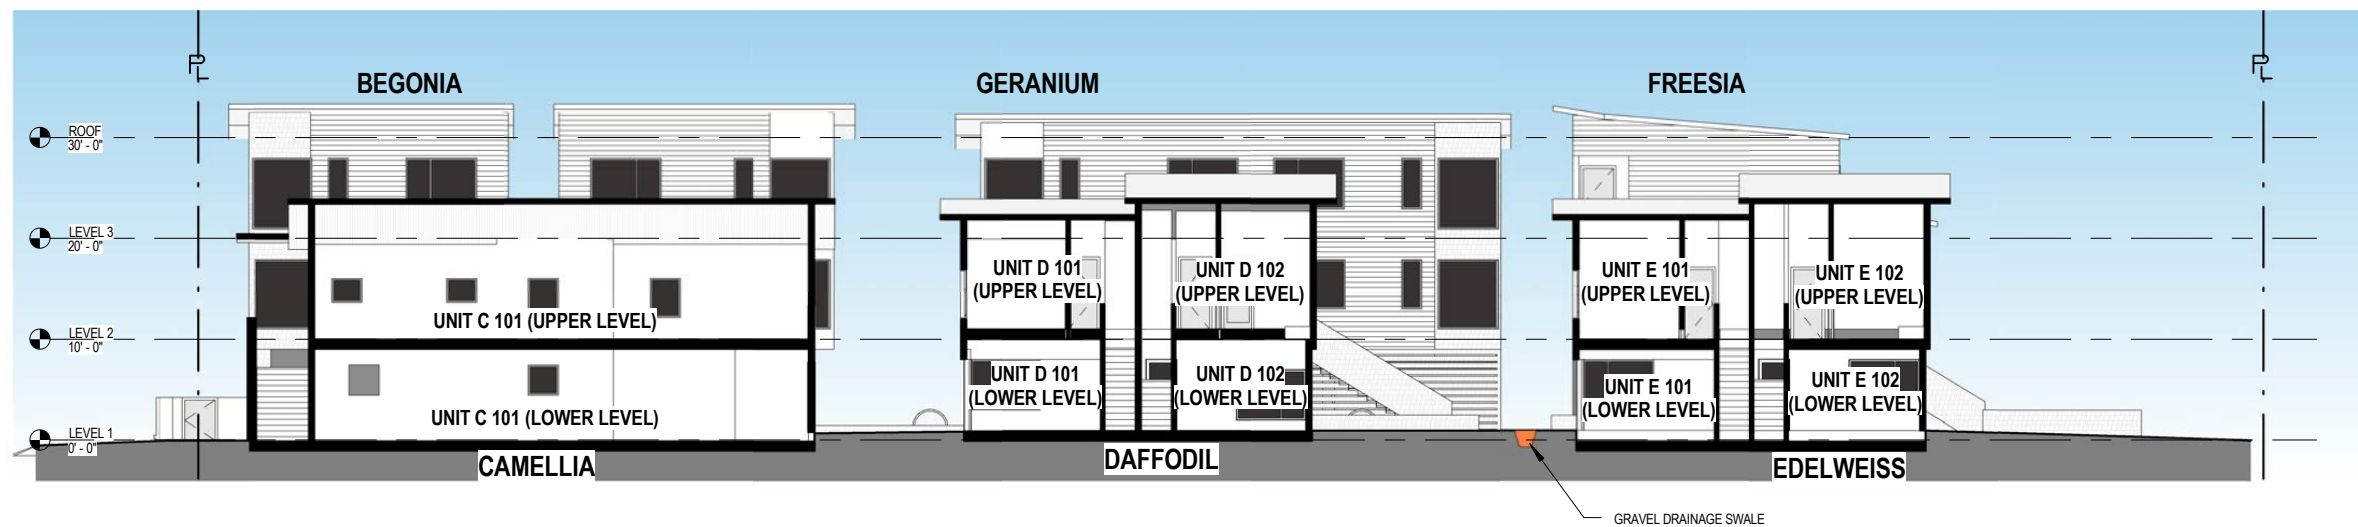 PL
PL
BEGONIA
GERANIUM
FREESIA
ROOF
30' - 0"
LEVEL 3
20' - 0"
UNIT D 101
(UPPER LEVEL)
UNIT D 102
(UPPER LEVEL)
UNIT E 101
(UPPER LEVEL)
UNIT E 102
(UPPER LEVEL)
UNIT C 101 (UPPER LEVEL)
LEVEL 2
10' - 0"
UNIT D 101
(LOWER LEVEL)
UNIT D 102
(LOWER LEVEL)
UNIT E 101
(LOWER LEVEL)
UNIT E 102
(LOWER LEVEL)
UNIT C 101 (LOWER LEVEL)
LEVEL 1
0' - 0"
CAMELLIA
DAFFODIL
EDELWEISS
GRAVEL DRAINAGE SWALE